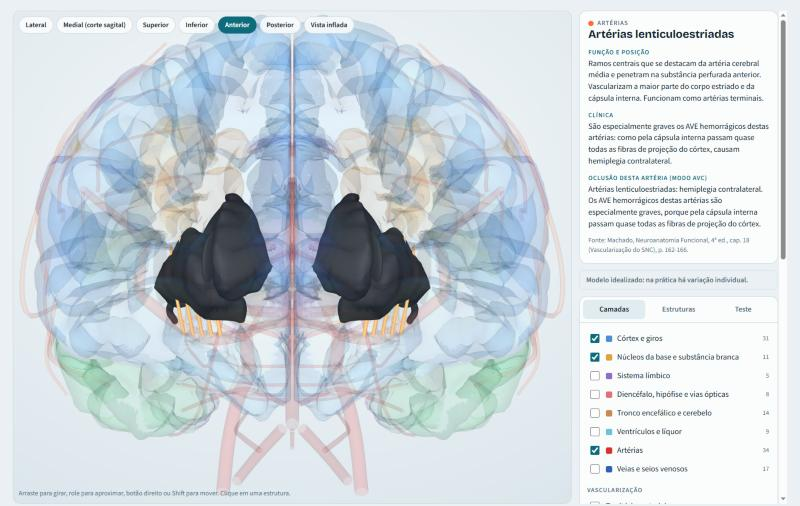 Lateral
Medial (corte sagital)
Superior
Inferior
Anterior
Posterior
Vista inflada
ARTÉRIAS
Artérias lenticuloestriadas
FUNÇÃO E POSIÇÃO
Ramos centrais que se destacam da artéria cerebral
média e penetram na substância perfurada anterior.
Vascularizam a maior parte do corpo estriado e da
cápsula interna. Funcionam como artérias terminais.
CLÍNICA
São especialmente graves os AVE hemorrágicos destas
artérias: como pela cápsula interna passam quase
todas as fibras de projeção do córtex, causam
hemiplegia contralateral.
OCLUSÃO DESTA ARTÉRIA (MODO AVC)
Artérias lenticuloestriadas: hemiplegia contralateral.
Os AVE hemorrágicos destas artérias são
especialmente graves, porque pela cápsula interna
passam quase todas as fibras de projeção do córtex.
Fonte: Machado, Neuroanatomia Funcional, 4ª ed., cap. 18
(Vascularização do SNC), p. 162-166.
Modelo idealizado: na prática há variação individual.
Camadas
Estruturas
Teste
Córtex e giros 31
Núcleos da base e substância branca 11
Sistema límbico 5
Diencéfalo, hipófise e vias ópticas 8
Tronco encefálico e cerebelo 14
Ventrículos e líquor 9
Artérias 34
Veias e seios venosos 17
VASCULARIZAÇÃO
Arraste para girar, role para aproximar, botão direito ou Shift para mover. Clique em uma estrutura.